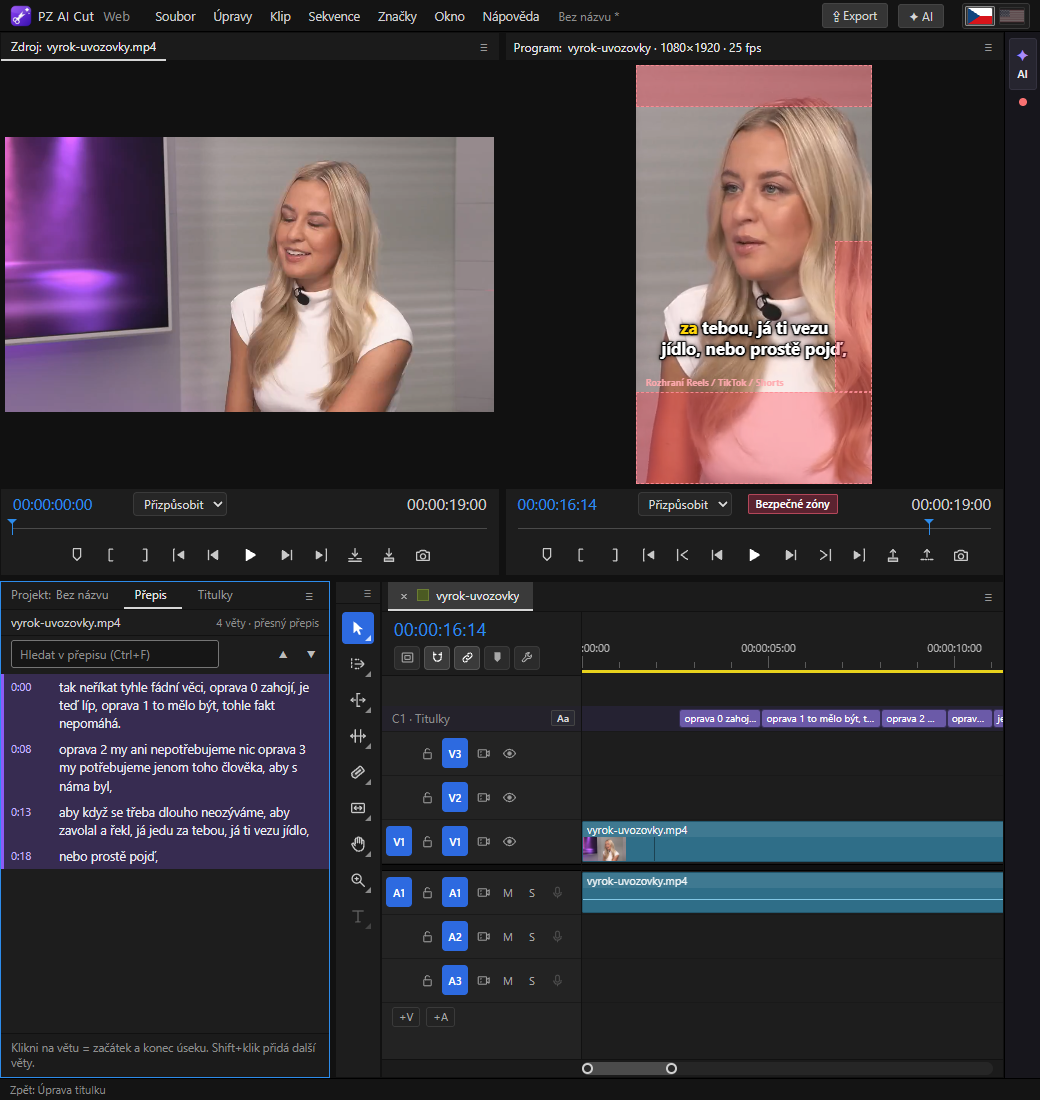 PZ AI Cut Web Soubor Úpravy Klip Sekvence Značky Okno Nápověda Bez názvu * Export AI
Zdroj: vyrok-uvozovky.mp4
Program: vyrok-uvozovky · 1080×1920 · 25 fps
AI
za tebou, já ti vezu
jídlo, nebo prostě pojď,
Rozhraní Reels / TikTok / Shorts
00:00:00:00 Přizpůsobit 00:00:19:00
00:00:16:14 Přizpůsobit Bezpečné zóny 00:00:19:00
Projekt: Bez názvu Přepis Titulky
vyrok-uvozovky.mp4 4 věty · přesný přepis
Hledat v přepisu (Ctrl+F)
0:00 tak neříkat tyhle fádní věci, oprava 0 zahojí, je
teď líp, oprava 1 to mělo být, tohle fakt
nepomáhá.
0:08 oprava 2 my ani nepotřebujeme nic oprava 3
my potřebujeme jenom toho člověka, aby s
náma byl,
0:13 aby když se třeba dlouho neozýváme, aby
zavolal a řekl, já jedu za tebou, já ti vezu jídlo,
0:18 nebo prostě pojď,
Klikni na větu = začátek a konec úseku. Shift+klik přidá další
věty.
× vyrok-uvozovky
00:00:16:14
:00:00 00:00:05:00 00:00:10:00
C1 · Titulky Aa
oprava 0 zahoj... oprava 1 to mělo být, t... oprava 2 ... oprav... je
V3
V2
V1 V1
vyrok-uvozovky.mp4
A1 A1 M S
vyrok-uvozovky.mp4
A2 M S
A3 M S
+V +A
T
Zpět: Úprava titulku